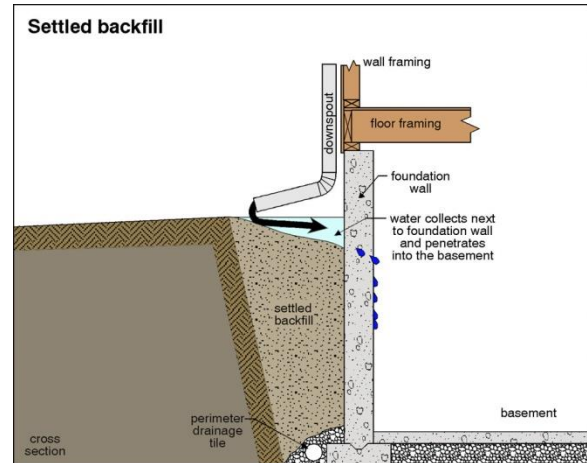 Settled backfill
wall framing
downspout
floor framing
foundation
wall
water collects next
to foundation wall
and penetrates
into the basement
settled
backfill
perimeter
drainage
tile
basement
cross
section